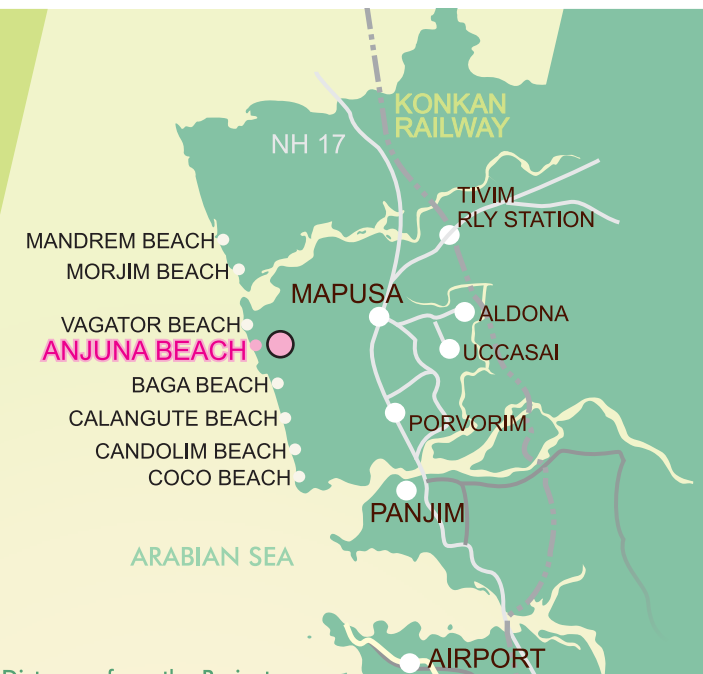 KONKAN
RAILWAY
NH 17
TIVIM
RLY STATION
MANDREM BEACH
MORJIM BEACH
MAPUSA
ALDONA
VAGATOR BEACH
ANJUNA BEACH
UCCASAI
BAGA BEACH
CALANGUTE BEACH
PORVORIM
CANDOLIM BEACH
COCO BEACH
PANJIM
ARABIAN SEA
AIRPORT